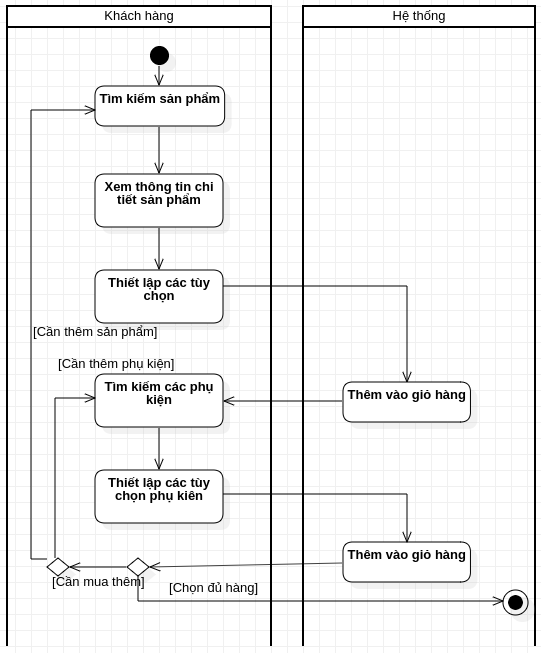 Khách hàng
Hệ thống
Tìm kiếm sản phẩm
Xem thông tin chi
tiết sản phẩm
Thiết lập các tùy
chọn
[Cần thêm sản phẩm]
[Cần thêm phụ kiện]
Tìm kiếm các phụ
kiện
Thêm vào giỏ hàng
Thiết lập các tùy
chọn phụ kiên
Thêm vào giỏ hàng
[Cần mua thêm]
[Chọn đủ hàng]